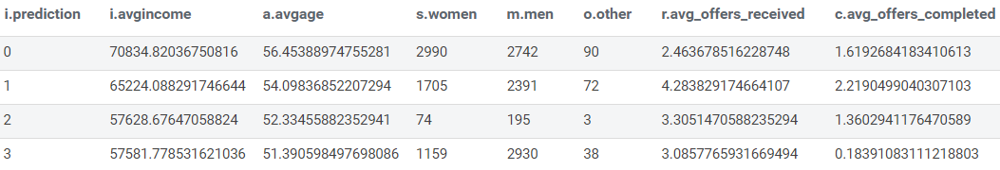 i.prediction i.avgincome a.avgage s.women m.men o.other r.avg_offers_received c.avg_offers_completed
0 70834.82036750816 56.45388974755281 2990 2742 90 2.463678516228748 1.6192684183410613
1 65224.088291746644 54.09836852207294 1705 2391 72 4.283829174664107 2.2190499040307103
2 57628.67647058824 52.33455882352941 74 195 3 3.3051470588235294 1.3602941176470589
3 57581.778531621036 51.390598497698086 1159 2930 38 3.0857765931669494 0.18391083111218803